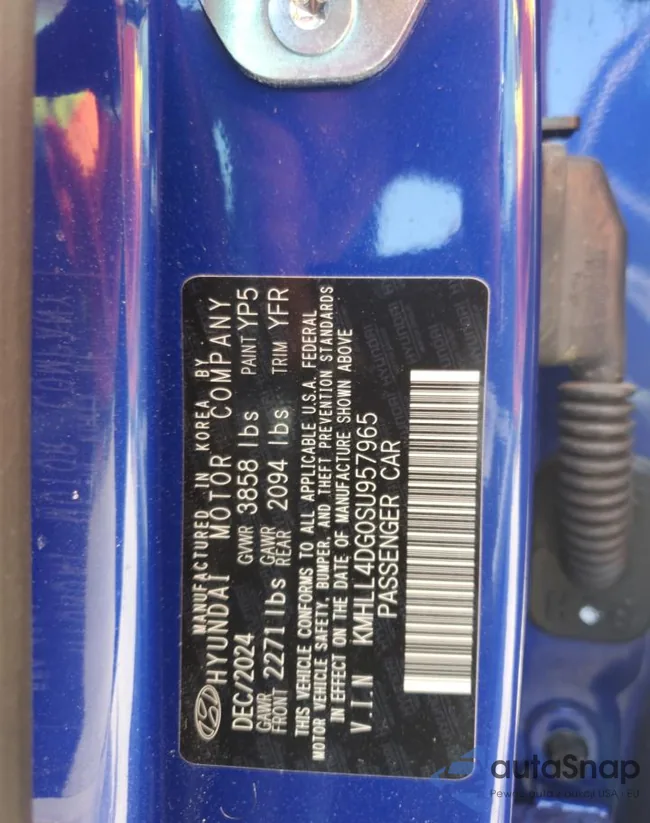 MANUFACTURED IN KOREA BY
HYUNDAI MOTOR COMPANY
DEC/2024 GVWR 3858 lbs PAINT YP5
GAWR FRONT 2271 lbs GAWR REAR 2094 lbs TRIM YFR
THIS VEHICLE CONFORMS TO ALL APPLICABLE U.S.A. FEDERAL
MOTOR VEHICLE SAFETY, BUMPER, AND THEFT PREVENTION STANDARDS
IN EFFECT ON THE DATE OF MANUFACTURE SHOWN ABOVE
V.I.N KMHLL4DG0SU957965
PASSENGER CAR
autoSnap